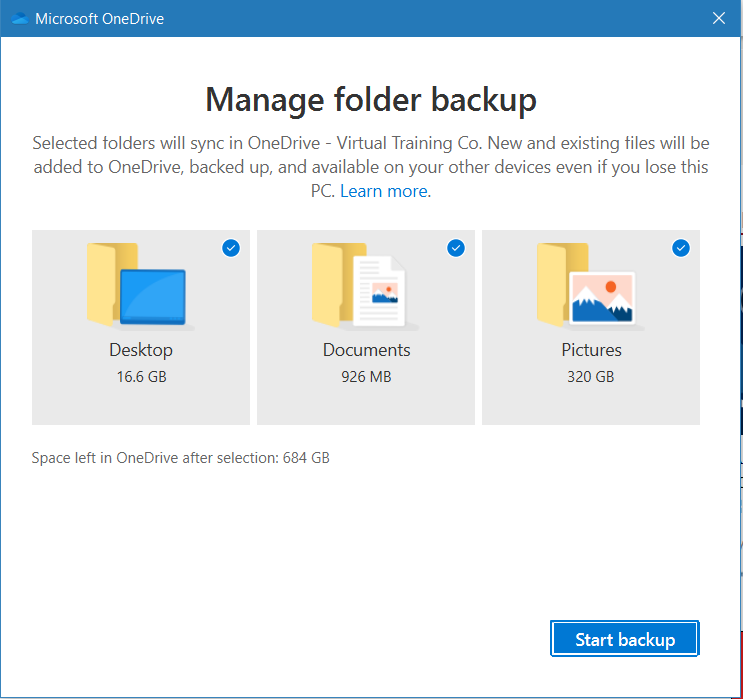 Microsoft OneDrive
Manage folder backup
Selected folders will sync in OneDrive - Virtual Training Co. New and existing files will be
added to OneDrive, backed up, and available on your other devices even if you lose this
PC. Learn more.
Desktop
16.6 GB
Documents
926 MB
Pictures
320 GB
Space left in OneDrive after selection: 684 GB
Start backup